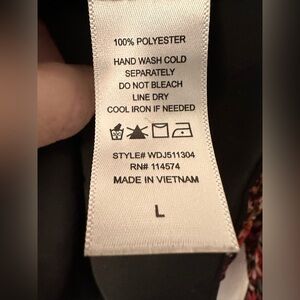 100% POLYESTER
HAND WASH COLD
SEPARATELY
DO NOT BLEACH
LINE DRY
COOL IRON IF NEEDED
STYLE# WDJ511304
RN# 114574
MADE IN VIETNAM
L